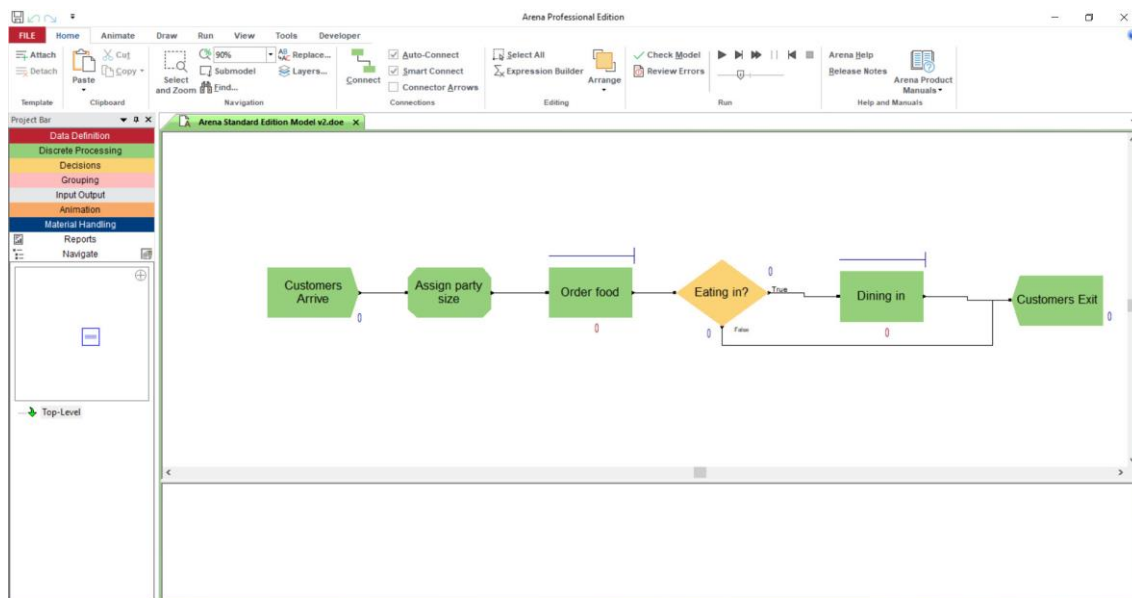 Arena Professional Edition
FILE Home Animate Draw Run View Tools Developer
Attach
Detach
Template
Paste
Cut
Copy
Clipboard
Select
and Zoom
90%
Submodel
Find...
Replace...
Layers...
Navigation
Connect
Auto-Connect
Smart Connect
Connector Arrows
Connections
Select All
Expression Builder
Arrange
Editing
Check Model
Review Errors
Run
Arena Help
Release Notes
Arena Product
Manuals
Help and Manuals
Project Bar
Data Definition
Discrete Processing
Decisions
Grouping
Input Output
Animation
Material Handling
Reports
Navigate
Top-Level
Arena Standard Edition Model v2.doe
Customers
Arrive
0
Assign party
size
Order food
0
Eating in?
0
True
0
False
Dining in
0
Customers Exit
0